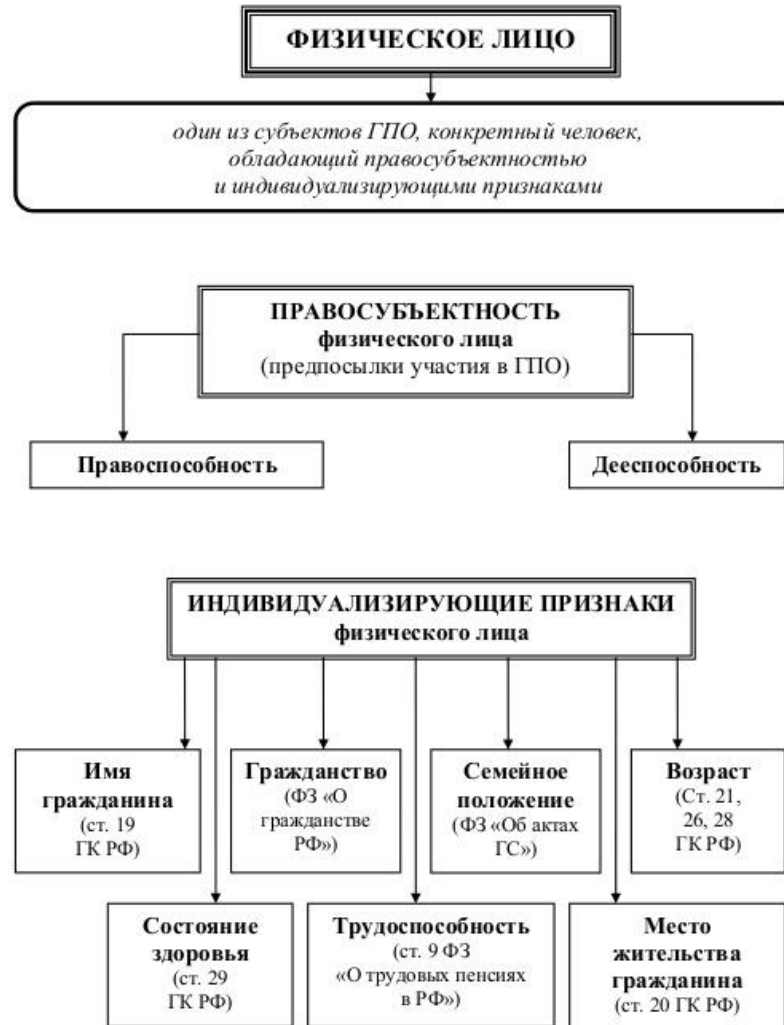 ФИЗИЧЕСКОЕ ЛИЦО
один из субъектов ГПО, конкретный человек,
обладающий правосубъектностью
и индивидуализирующими признаками
ПРАВОСУБЪЕКТНОСТЬ
физического лица
(предпосылки участия в ГПО)
Правоспособность
Дееспособность
ИНДИВИДУАЛИЗИРУЮЩИЕ ПРИЗНАКИ
физического лица
Имя
гражданина
(ст. 19
ГК РФ)
Гражданство
(ФЗ «О
гражданстве
РФ»)
Семейное
положение
(ФЗ «Об актах
ГС»)
Возраст
(Ст. 21,
26, 28
ГК РФ)
Состояние
здоровья
(ст. 29
ГК РФ)
Трудоспособность
(ст. 9 ФЗ
«О трудовых пенсиях
в РФ»)
Место
жительства
гражданина
(ст. 20 ГК РФ)